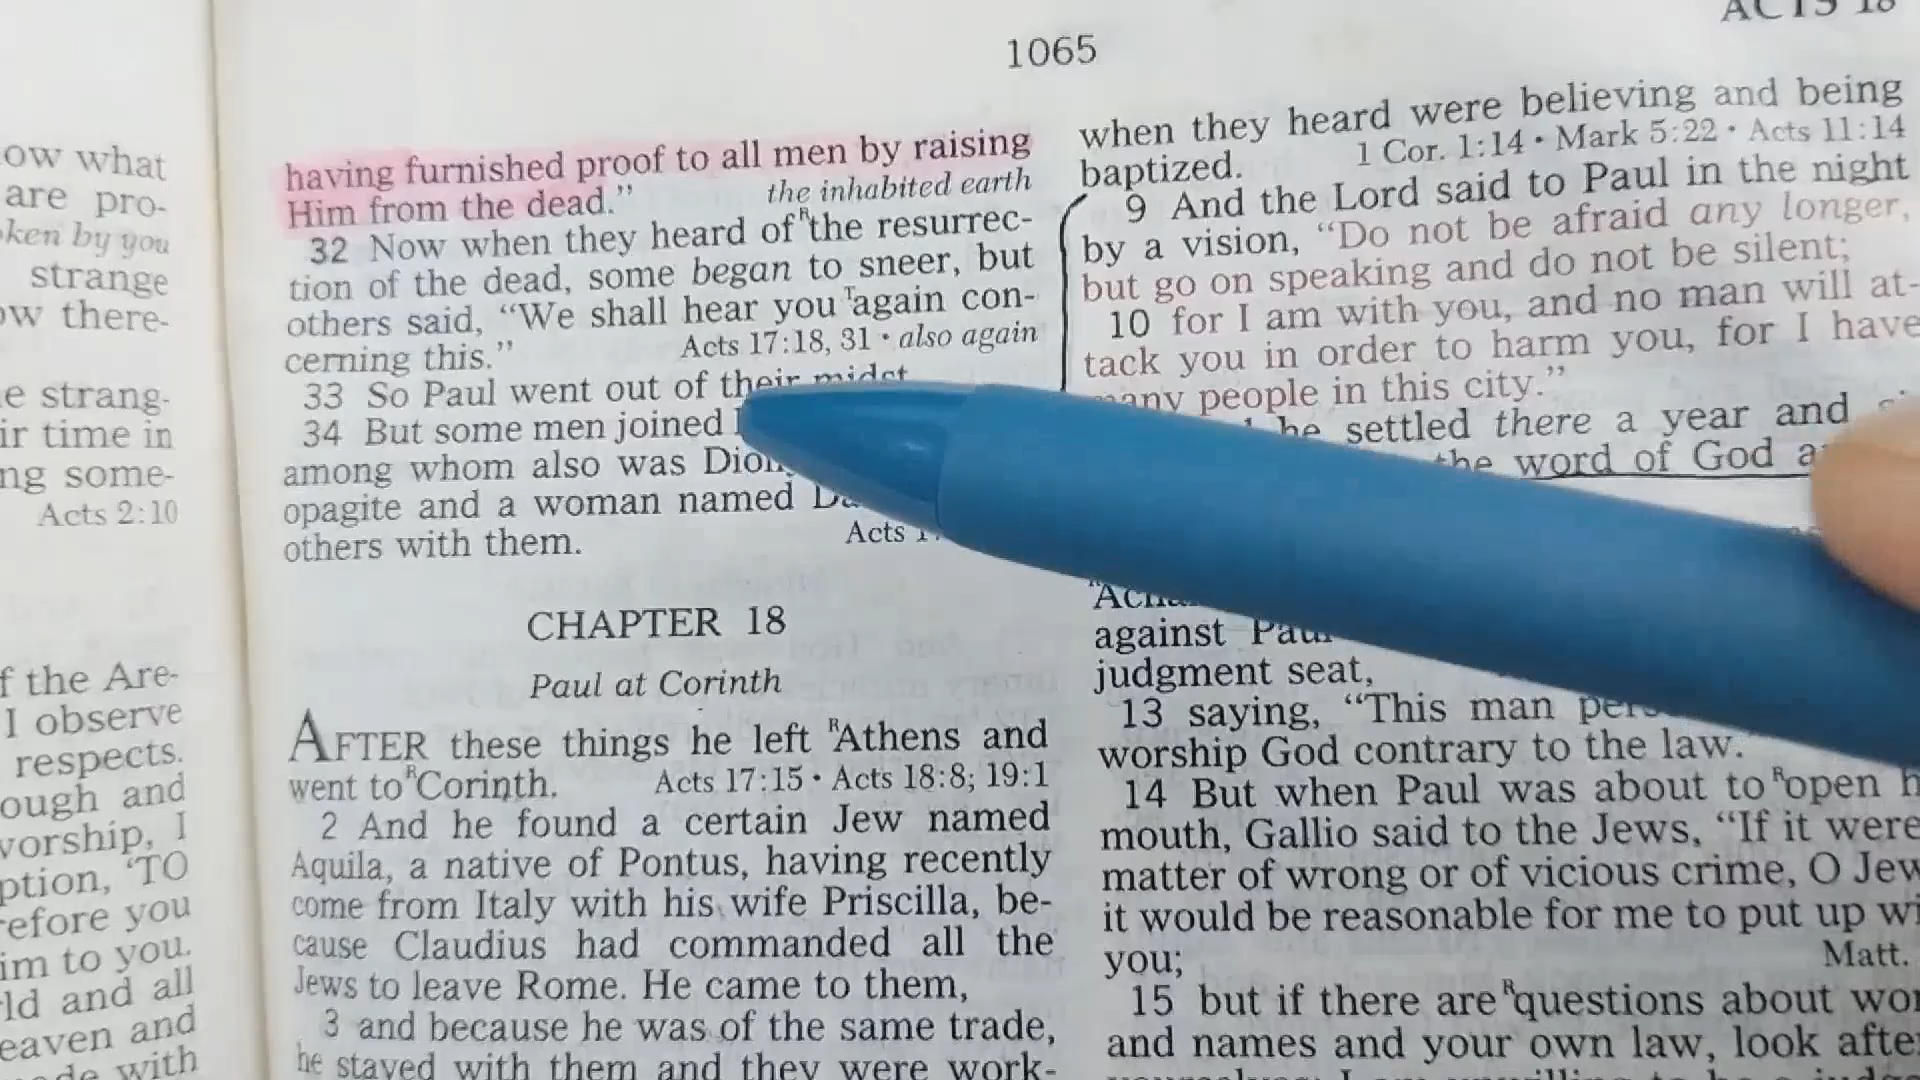 ACTS 18
1065
ow what
are pro-
ken by you
strange
ow there-
e strang-
ir time in
ng some-
Acts 2:10
f the Are-
I observe
respects.
ough and
worship, I
ption, ‘TO
refore you
im to you.
ld and all
eaven and
with
having furnished proof to all men by raising
Him from the dead.” the inhabited earth
32 Now when they heard of R the resurrec-
tion of the dead, some began to sneer, but
others said, “We shall hear you T again con-
cerning this.” Acts 17:18, 31 • also again
33 So Paul went out of their midst
34 But some men joined
among whom also was
opagite and a woman named
others with them. Acts
CHAPTER 18
Paul at Corinth
AFTER these things he left R Athens and
went to R Corinth. Acts 17:15 • Acts 18:8; 19:1
2 And he found a certain Jew named
Aquila, a native of Pontus, having recently
come from Italy with his wife Priscilla, be-
cause Claudius had commanded all the
Jews to leave Rome. He came to them,
3 and because he was of the same trade,
he stayed with them and they were work-
when they heard were believing and being
baptized. 1 Cor. 1:14 • Mark 5:22 • Acts 11:14
9 And the Lord said to Paul in the night
by a vision, “Do not be afraid any longer,
but go on speaking and do not be silent;
10 for I am with you, and no man will at-
tack you in order to harm you, for I have
many people in this city.”
he settled there a year and
the word of God
against Paul
judgment seat,
13 saying, “This man
worship God contrary to the law.
14 But when Paul was about to R open
mouth, Gallio said to the Jews, “If it were
matter of wrong or of vicious crime, O Jew
it would be reasonable for me to put up wi
you; Matt.
15 but if there are R questions about wor
and names and your own law, look after